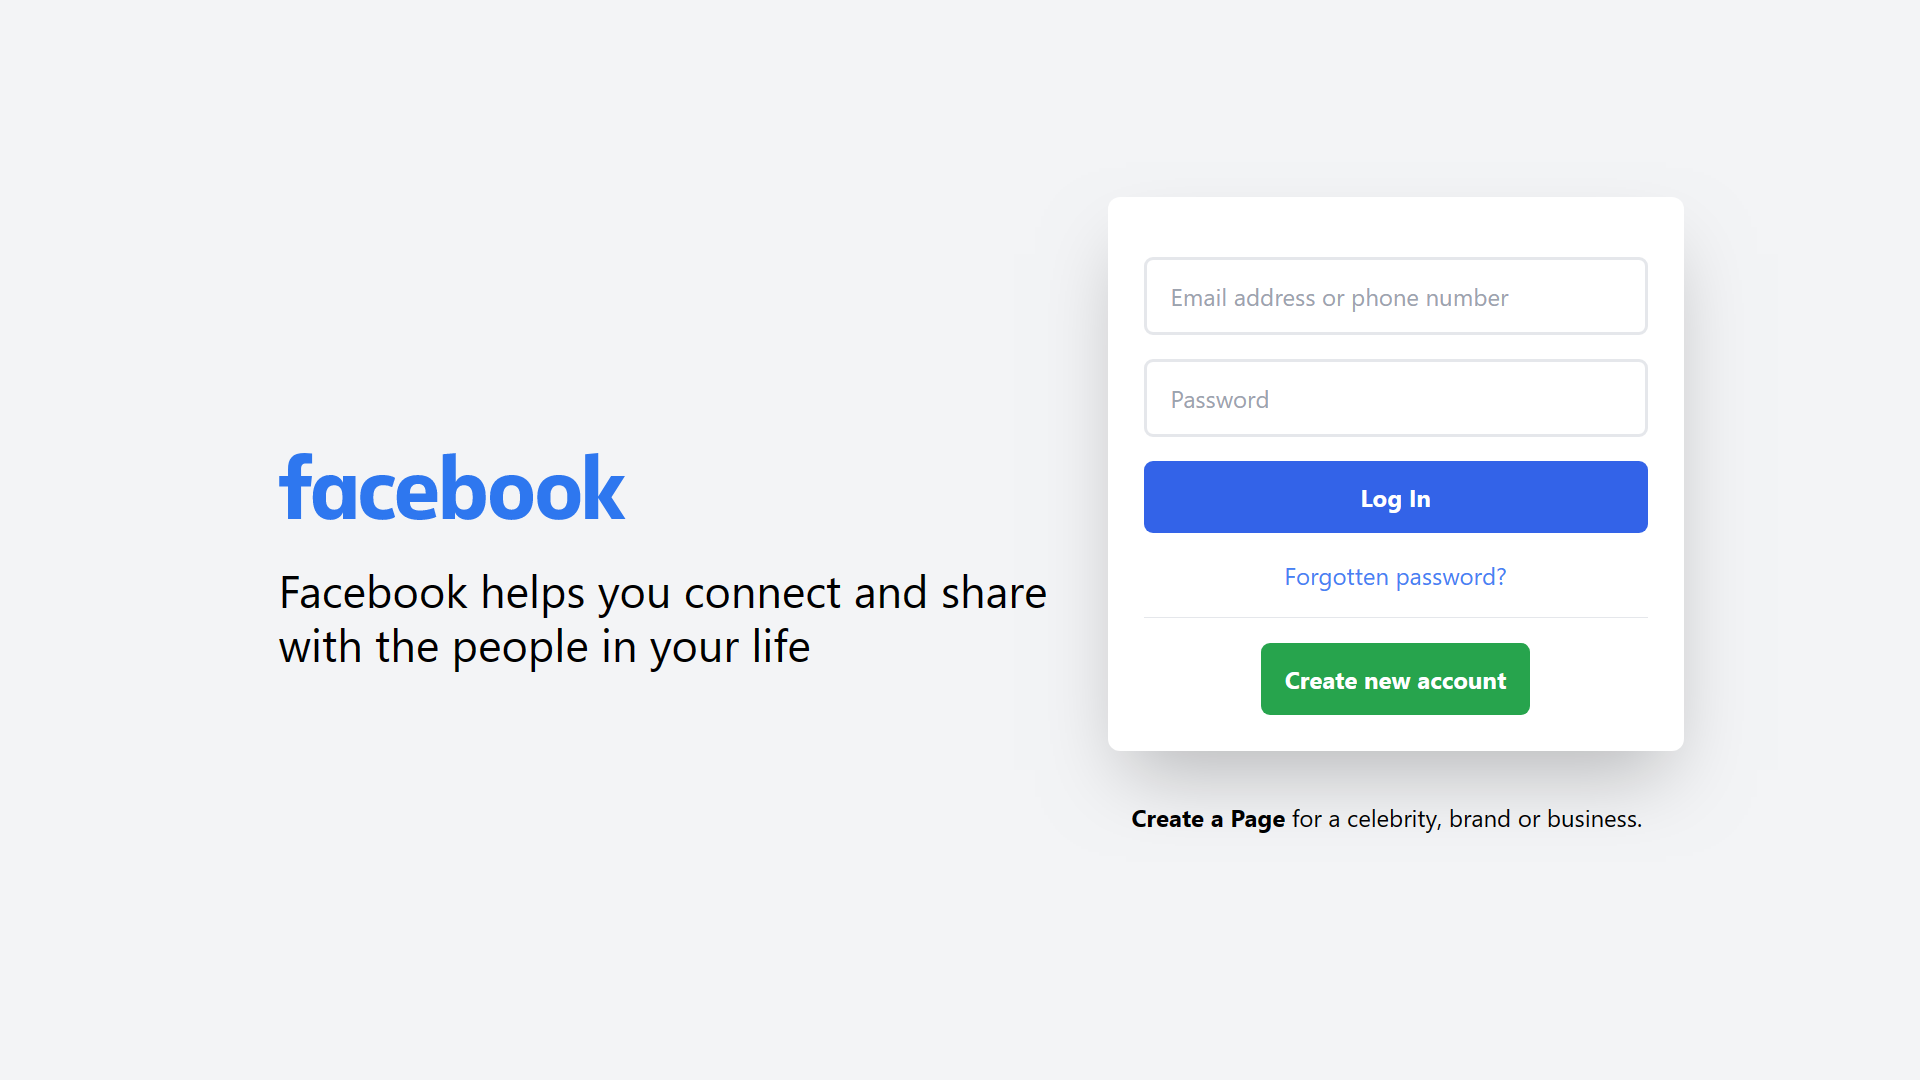 facebook
Facebook helps you connect and share
with the people in your life
Email address or phone number
Password
Log In
Forgotten password?
Create new account
Create a Page for a celebrity, brand or business.